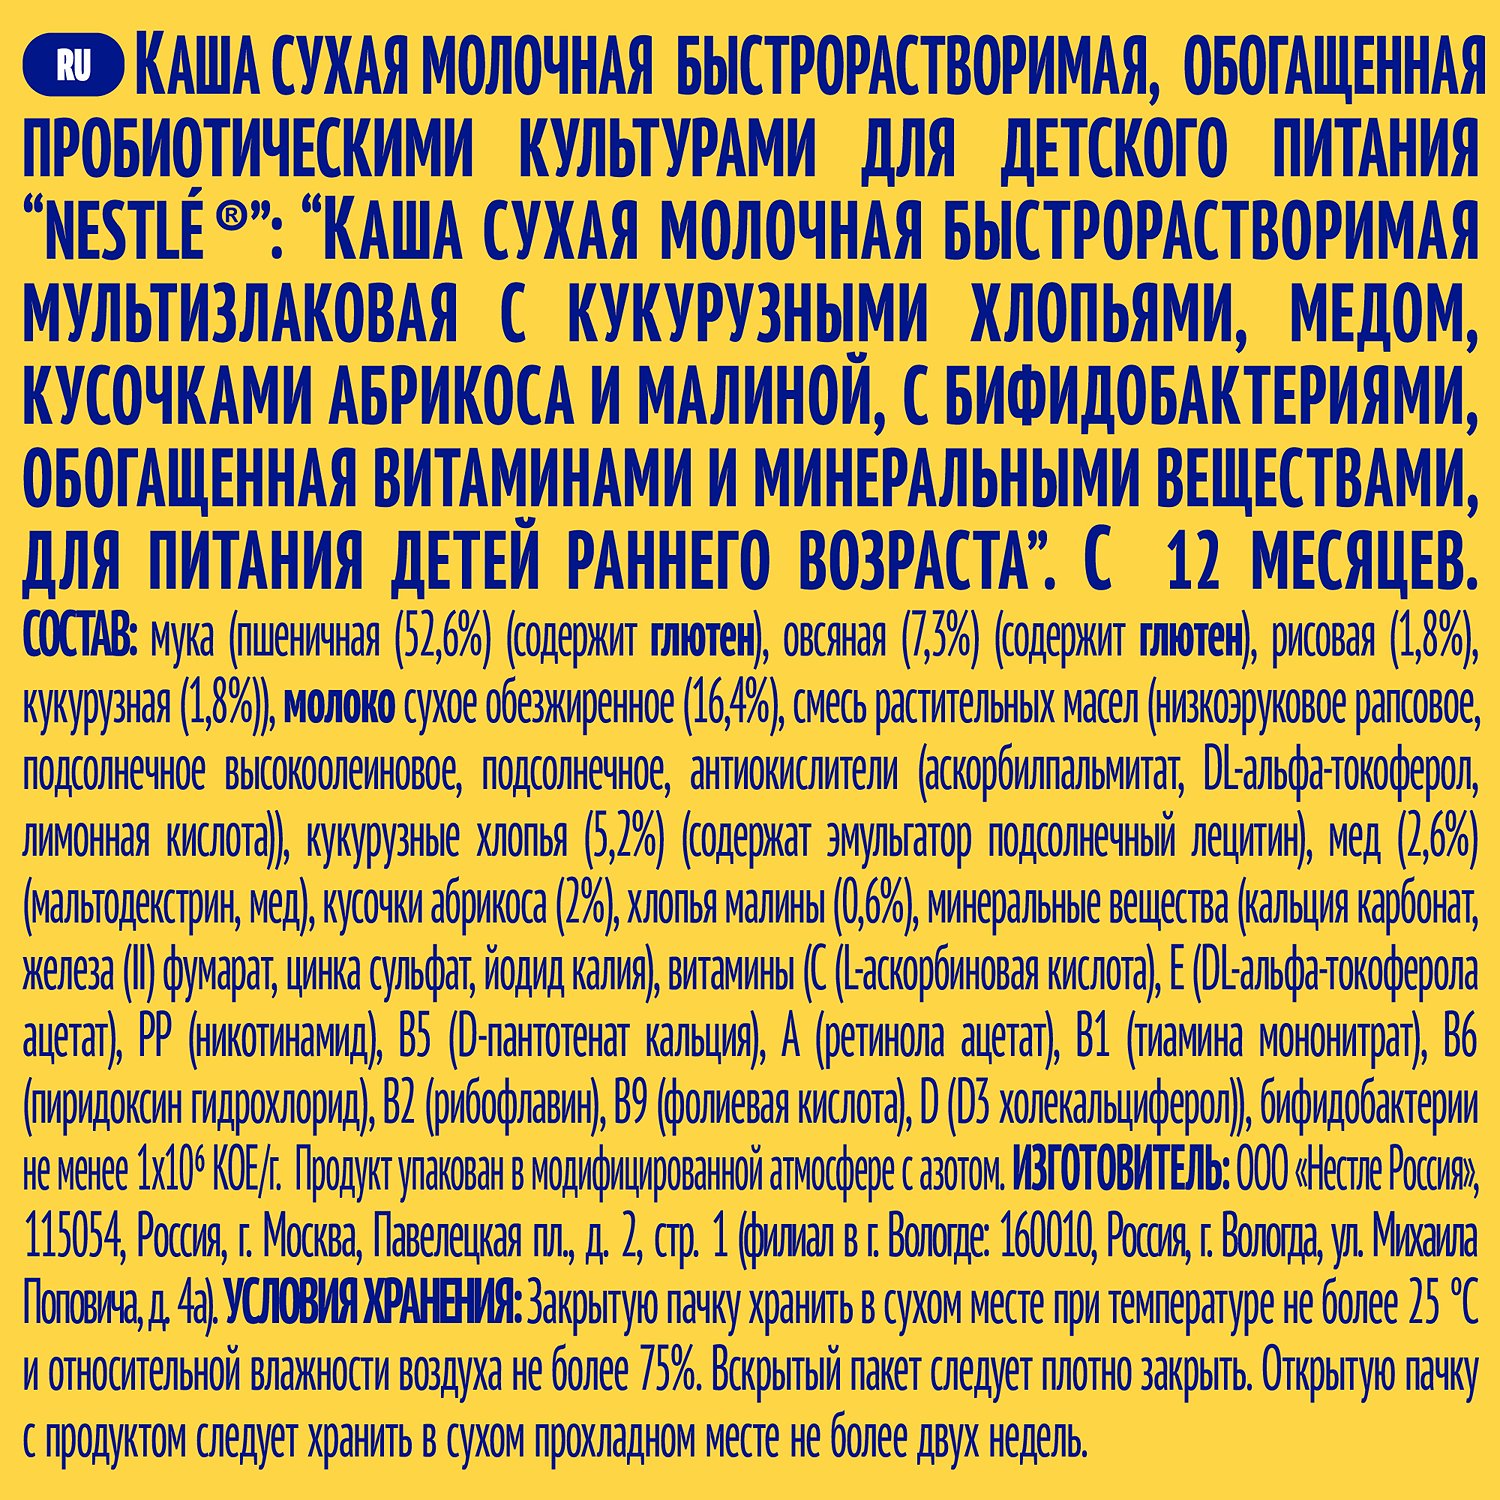 RU КАША СУХАЯ МОЛОЧНАЯ БЫСТРОРАСТВОРИМАЯ, ОБОГАЩЕННАЯ
ПРОБИОТИЧЕСКИМИ КУЛЬТУРАМИ ДЛЯ ДЕТСКОГО ПИТАНИЯ
“NESTLÉ ®”: “КАША СУХАЯ МОЛОЧНАЯ БЫСТРОРАСТВОРИМАЯ
МУЛЬТИЗЛАКОВАЯ С КУКУРУЗНЫМИ ХЛОПЬЯМИ, МЕДОМ,
КУСОЧКАМИ АБРИКОСА И МАЛИНОЙ, С БИФИДОБАКТЕРИЯМИ,
ОБОГАЩЕННАЯ ВИТАМИНАМИ И МИНЕРАЛЬНЫМИ ВЕЩЕСТВАМИ,
ДЛЯ ПИТАНИЯ ДЕТЕЙ РАННЕГО ВОЗРАСТА”. С 12 МЕСЯЦЕВ.
СОСТАВ: мука (пшеничная (52,6%) (содержит глютен), овсяная (7,3%) (содержит глютен), рисовая (1,8%),
кукурузная (1,8%)), молоко сухое обезжиренное (16,4%), смесь растительных масел (низкоэруковое рапсовое,
подсолнечное высокоолеиновое, подсолнечное, антиокислители (аскорбилпальмитат, DL-альфа-токоферол,
лимонная кислота)), кукурузные хлопья (5,2%) (содержат эмульгатор подсолнечный лецитин), мед (2,6%)
(мальтодекстрин, мед), кусочки абрикоса (2%), хлопья малины (0,6%), минеральные вещества (кальция карбонат,
железа (II) фумарат, цинка сульфат, йодид калия), витамины (С (L-аскорбиновая кислота), Е (DL-альфа-токоферола
ацетат), РР (никотинамид), В5 (D-пантотенат кальция), А (ретинола ацетат), В1 (тиамина мононитрат), В6
(пиридоксин гидрохлорид), В2 (рибофлавин), В9 (фолиевая кислота), D (D3 холекальциферол)), бифидобактерии
не менее 1х10⁶ КОЕ/г. Продукт упакован в модифицированной атмосфере с азотом. ИЗГОТОВИТЕЛЬ: ООО «Нестле Россия»,
115054, Россия, г. Москва, Павелецкая пл., д. 2, стр. 1 (филиал в г. Вологде: 160010, Россия, г. Вологда, ул. Михаила
Поповича, д. 4а). УСЛОВИЯ ХРАНЕНИЯ: Закрытую пачку хранить в сухом месте при температуре не более 25 °С
и относительной влажности воздуха не более 75%. Вскрытый пакет следует плотно закрыть. Открытую пачку
с продуктом следует хранить в сухом прохладном месте не более двух недель.